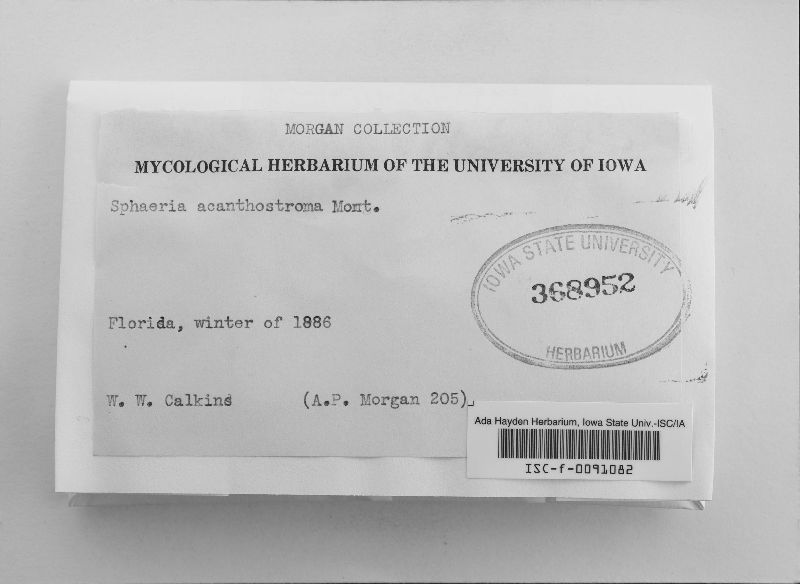 MORGAN COLLECTION
MYCOLOGICAL HERBARIUM OF THE UNIVERSITY OF IOWA
Sphaeria acanthostroma Mont.
IOWA STATE UNIVERSITY
368952
HERBARIUM
Florida, winter of 1886
W. W. Calkins (A.P. Morgan 205)
Ada Hayden Herbarium, Iowa State Univ.-ISC/IA
ISC-f-0091082